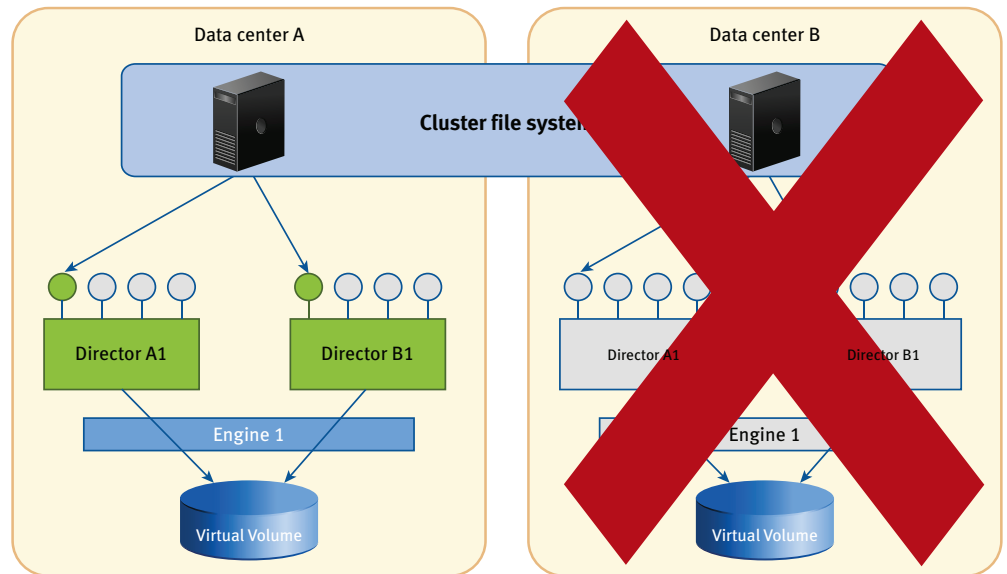 Data center A
Data center B
Cluster file system
Director A1
Director B1
Director A1
Director B1
Engine 1
Engine 1
Virtual Volume
Virtual Volume